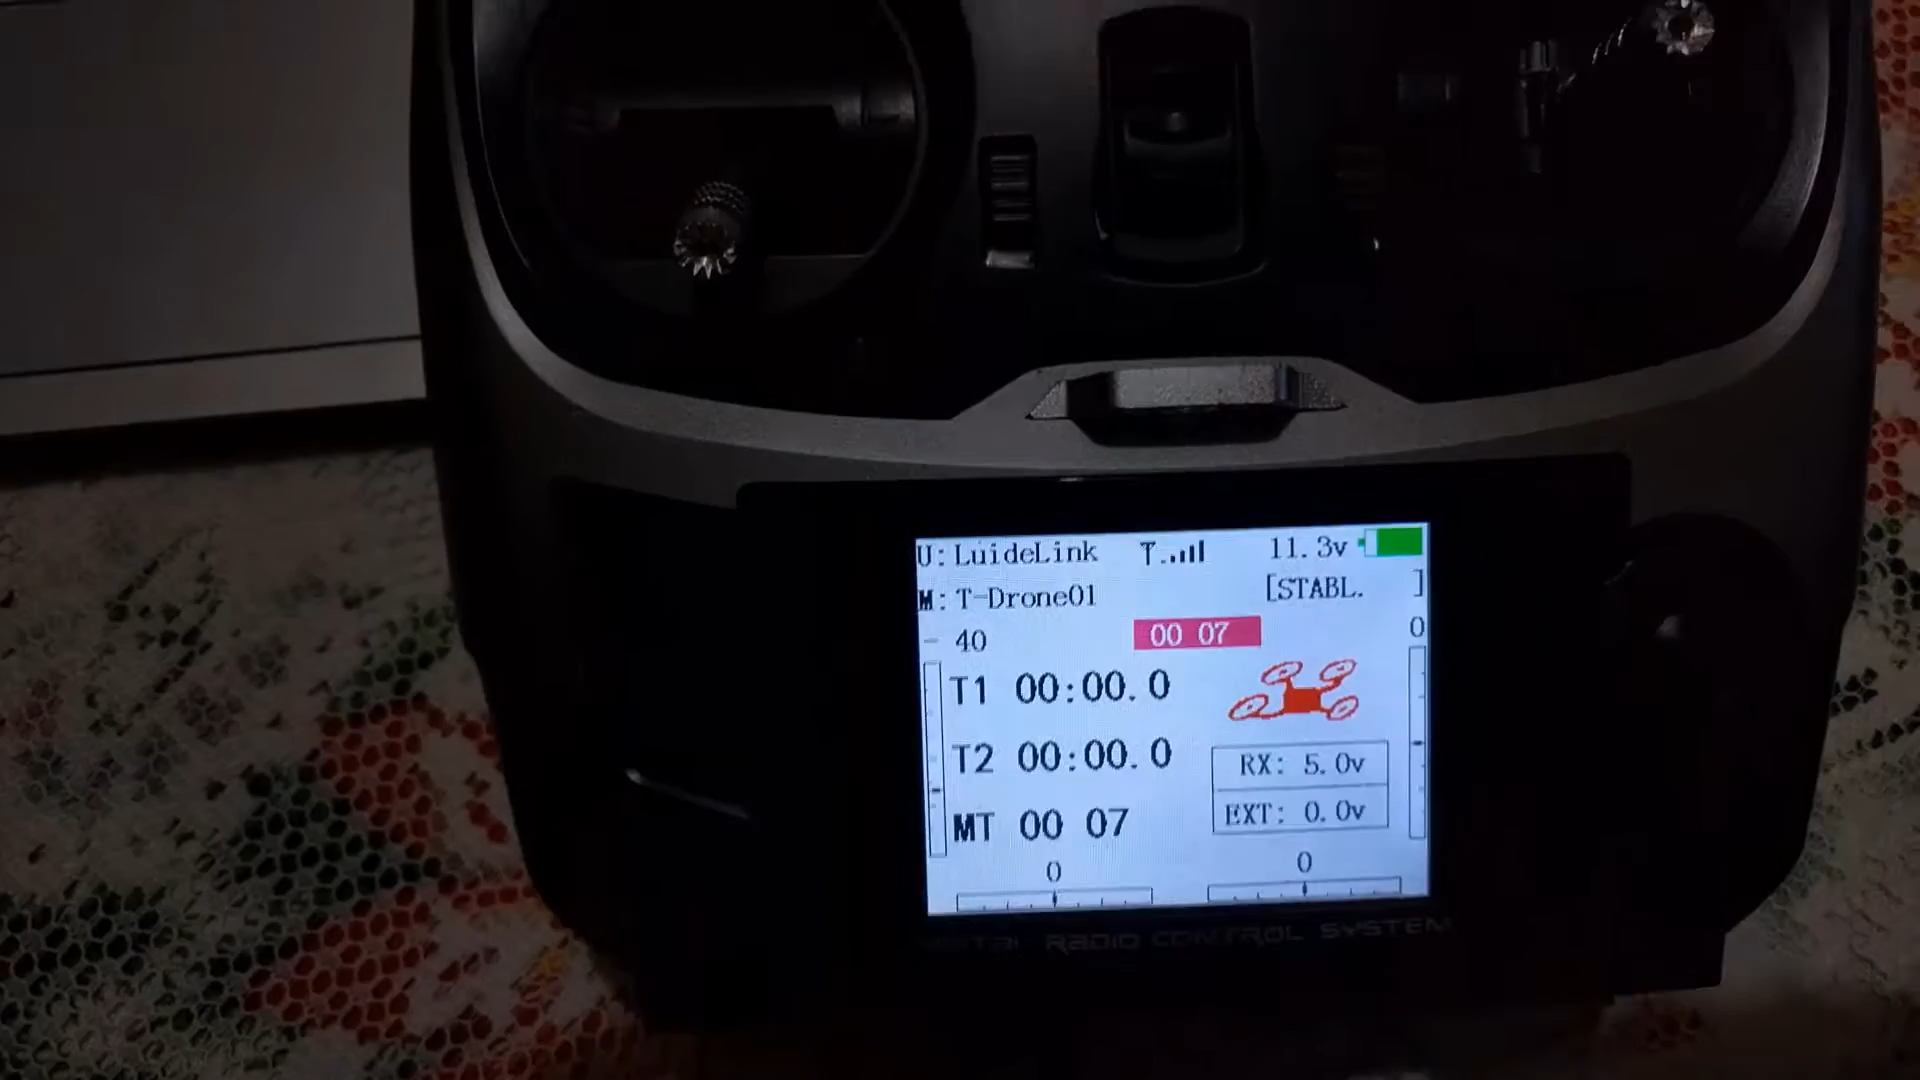 U: LuideLink 11.3v
M: T-Drone01 [STABL. ]
- 40 00 07 0
T1 00:00.0
T2 00:00.0
RX: 5.0v
MT 00 07
EXT: 0.0v
0 0
RADIO CONTROL SYSTEM